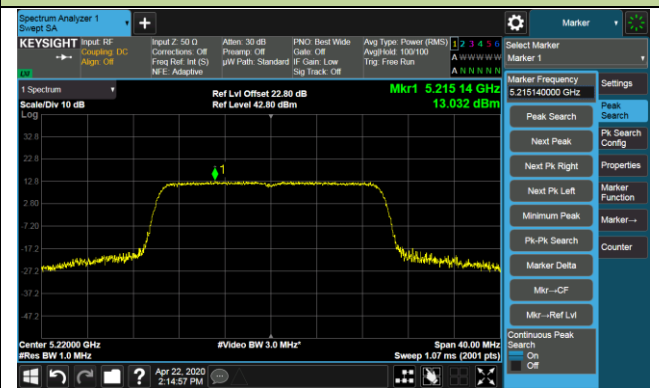 Spectrum Analyzer 1
Swept SA
+
Marker
KEYSIGHT
Input: RF
Coupling: DC
Align: Off
Input Z: 50 Ω
Corrections: Off
Freq Ref: Int (S)
NFE: Adaptive
Atten: 30 dB
Preamp: Off
µW Path: Standard
PNO: Best Wide
Gate: Off
IF Gain: Low
Sig Track: Off
Avg Type: Power (RMS)
Avg|Hold: 100/100
Trig: Free Run
1 2 3 4 5 6
A W W W W W
A N N N N N
Select Marker
Marker 1
LXI
1 Spectrum
Scale/Div 10 dB
Log
Ref Lvl Offset 22.80 dB
Ref Level 42.80 dBm
Mkr1 5.215 14 GHz
13.032 dBm
32.8
22.8
12.8
2.80
-7.20
-17.2
-27.2
-37.2
-47.2
1
Center 5.22000 GHz
#Res BW 1.0 MHz
#Video BW 3.0 MHz*
Span 40.00 MHz
Sweep 1.07 ms (2001 pts)
Marker Frequency
5.215140000 GHz
Peak Search
Next Peak
Next Pk Right
Next Pk Left
Minimum Peak
Pk-Pk Search
Marker Delta
Mkr→CF
Mkr→Ref Lvl
Continuous Peak
Search
On
Off
Settings
Peak
Search
Pk Search
Config
Properties
Marker
Function
Marker→
Counter
?
Apr 22, 2020
2:14:57 PM